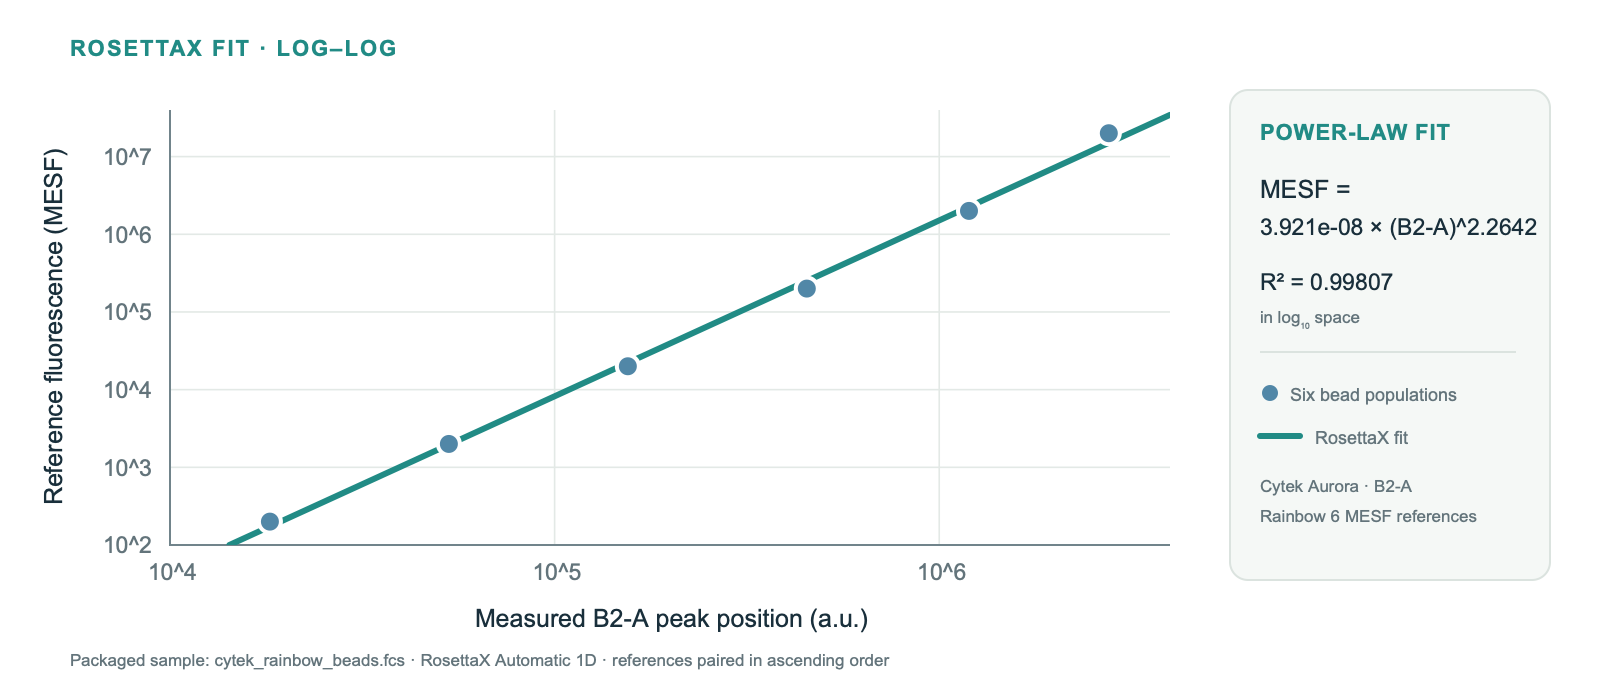 ROSETTAX FIT · LOG–LOG
Reference fluorescence (MESF)
10^7
10^6
10^5
10^4
10^3
10^2
10^4
10^5
10^6
Measured B2-A peak position (a.u.)
Packaged sample: cytek_rainbow_beads.fcs · RosettaX Automatic 1D · references paired in ascending order
POWER-LAW FIT
MESF =
3.921e-08 × (B2-A)^2.2642
R² = 0.99807
in log₁₀ space
Six bead populations
RosettaX fit
Cytek Aurora · B2-A
Rainbow 6 MESF references